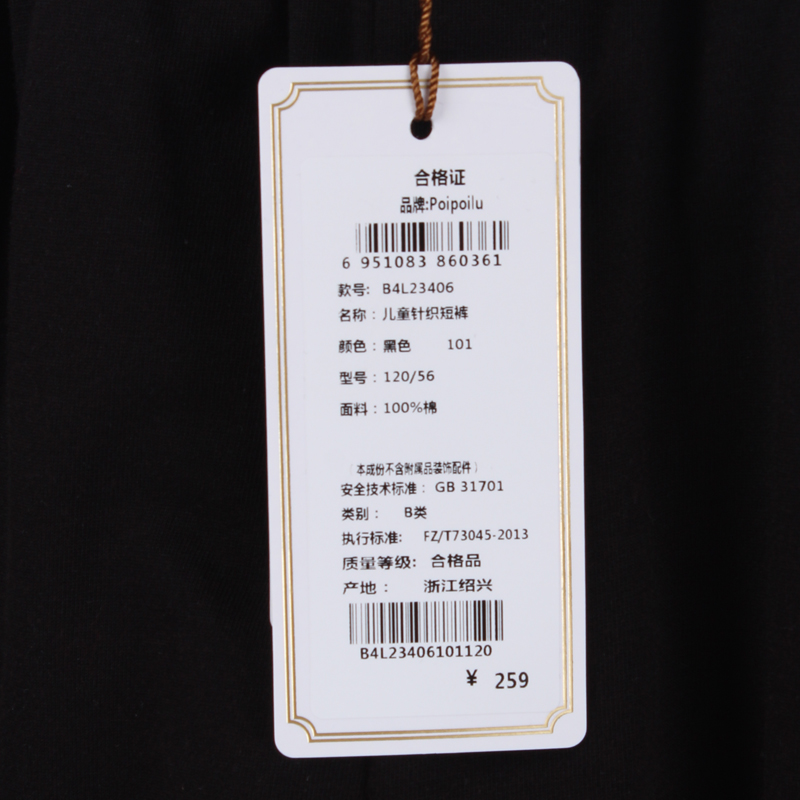 合格证
品牌:Poipoilu
6 951083 860361
款号: B4L23406
名称：儿童针织短裤
颜色：黑色 101
型号：120/56
面料：100%棉
（本成份不含附属品装饰配件）
安全技术标准：GB 31701
类别： B类
执行标准: FZ/T73045-2013
质量等级: 合格品
产地： 浙江绍兴
B4L23406101120
¥ 259